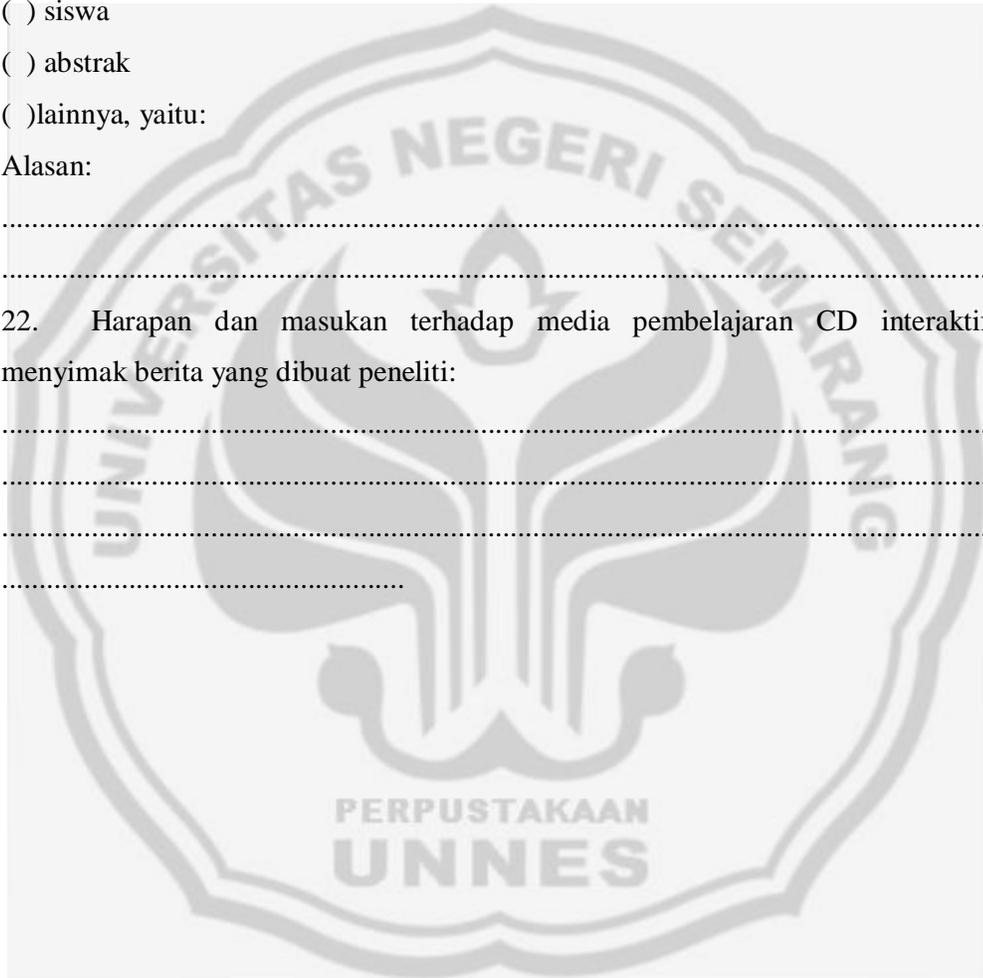 ( ) siswa
( ) abstrak
( )lainnya, yaitu:
Alasan:
....................................................................................................................................
....................................................................................................................................
22. Harapan dan masukan terhadap media pembelajaran CD interaktif
menyimak berita yang dibuat peneliti:
....................................................................................................................................
....................................................................................................................................
....................................................................................................................................
.....................................................
UNIVERSITAS NEGERI SEMARANG
PERPUSTAKAAN
UNNES